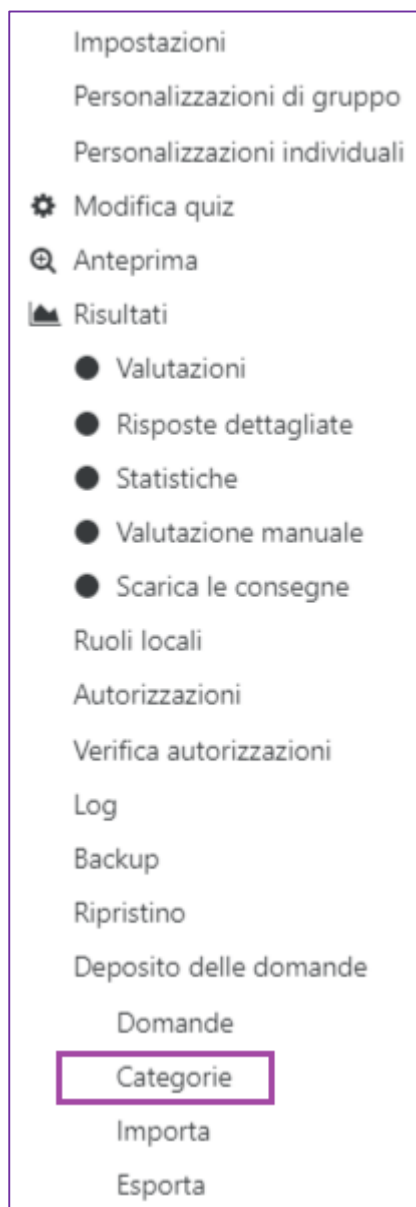 Impostazioni
Personalizzazioni di gruppo
Personalizzazioni individuali
Modifica quiz
Anteprima
Risultati
Valutazioni
Risposte dettagliate
Statistiche
Valutazione manuale
Scarica le consegne
Ruoli locali
Autorizzazioni
Verifica autorizzazioni
Log
Backup
Ripristino
Deposito delle domande
Domande
Categorie
Importa
Esporta